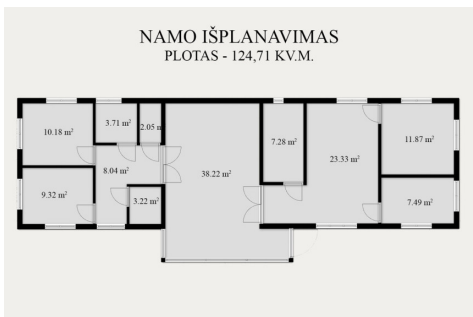 NAMO IŠPLANAVIMAS
PLOTAS - 124,71 KV.M.
3.71 m²
2.05 m
10.18 m²
11.87 m²
7.28 m²
23.33 m²
8.04 m²
38.22 m²
9.32 m²
3.22 m²
7.49 m²